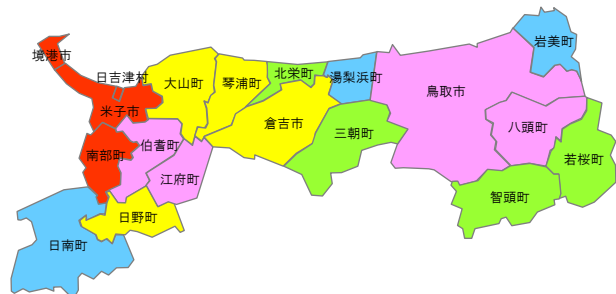 岩美町
境港市
日吉津村
大山町
琴浦町
北栄町
湯梨浜町
鳥取市
米子市
倉吉市
三朝町
八頭町
南部町
伯耆町
若桜町
江府町
智頭町
日野町
日南町